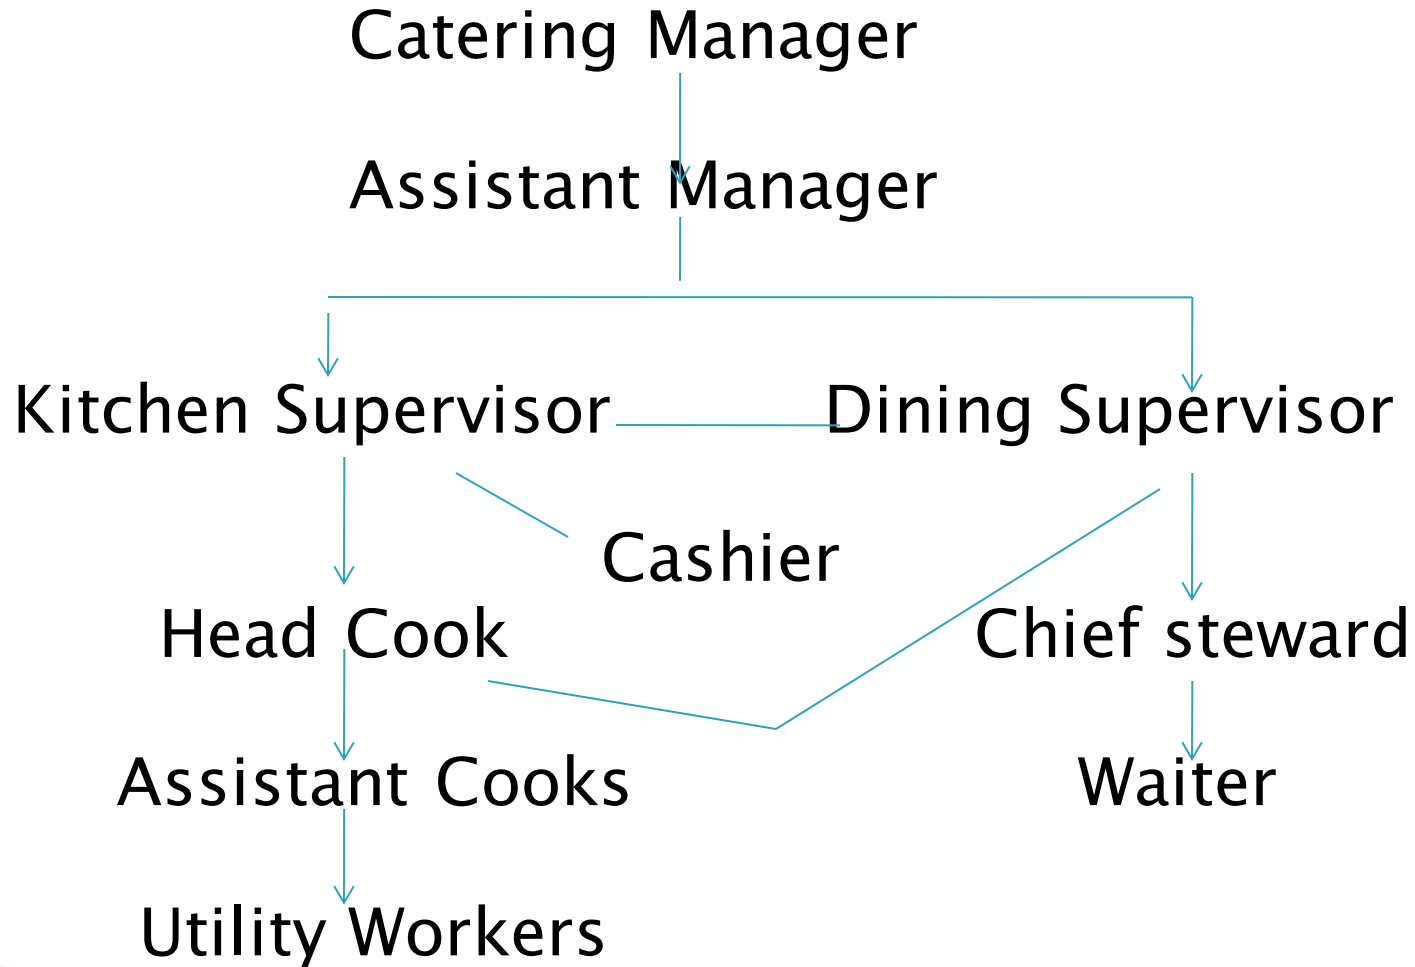 Catering Manager
Assistant Manager
Kitchen Supervisor
Dining Supervisor
Cashier
Head Cook
Chief steward
Assistant Cooks
Waiter
Utility Workers